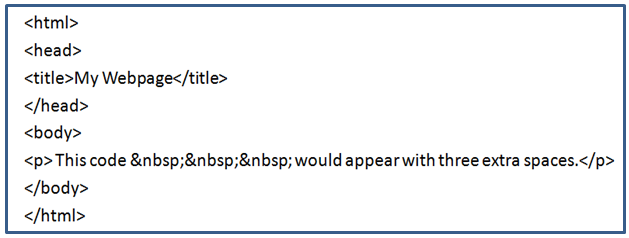 <html>
<head>
<title>My Webpage</title>
</head>
<body>
<p> This code &nbsp;&nbsp;&nbsp; would appear with three extra spaces.</p>
</body>
</html>